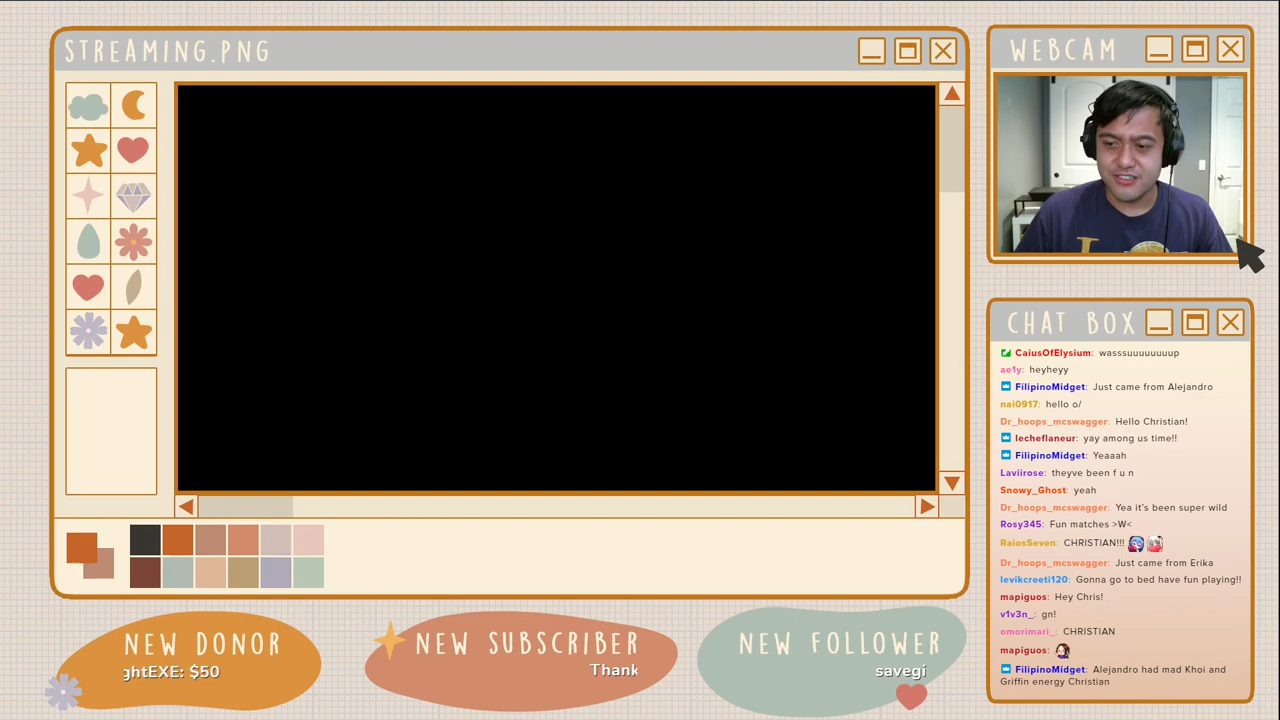 STREAMING.PNG
WEBCAM
CHAT BOX
CaiusOfElysium: wasssuuuuuuuup
ae1y: heyheyy
FilipinoMidget: Just came from Alejandro
nai0917: hello o/
Dr_hoops_mcswagger: Hello Christian!
lecheflaneur: yay among us time!!
FilipinoMidget: Yeaaah
Laviirose: theyve been f u n
Snowy_Ghost: yeah
Dr_hoops_mcswagger: Yea it's been super wild
Rosy345: Fun matches >W<
RaiosSeven: CHRISTIAN!!!
Dr_hoops_mcswagger: Just came from Erika
levikcreeti120: Gonna go to bed have fun playing!!
mapiguos: Hey Chris!
v1v3n_: gn!
omorimari_: CHRISTIAN
mapiguos:
FilipinoMidget: Alejandro had mad Khoi and
Griffin energy Christian
NEW DONOR
ghtEXE: $50
NEW SUBSCRIBER
Thank
NEW FOLLOWER
savegi